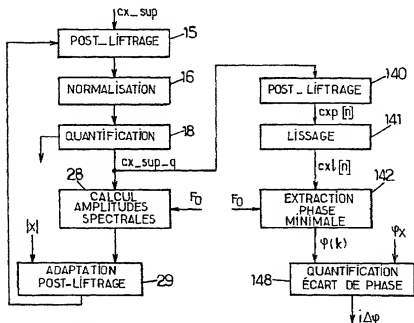 cx_sup
POST_LIFTRAGE
15
NORMALISATION
16
QUANTIFICATION
18
cx_sup_q
28
CALCUL
AMPLITUDES
SPECTRALES
F0
|X|
ADAPTATION
POST-LIFTRAGE
29
140
POST_LIFTRAGE
cxp [n]
141
LISSAGE
cxl [n]
142
F0
EXTRACTION
PHASE
MINIMALE
φ(k)
φx
148
QUANTIFICATION
ÉCART DE PHASE
iΔφ